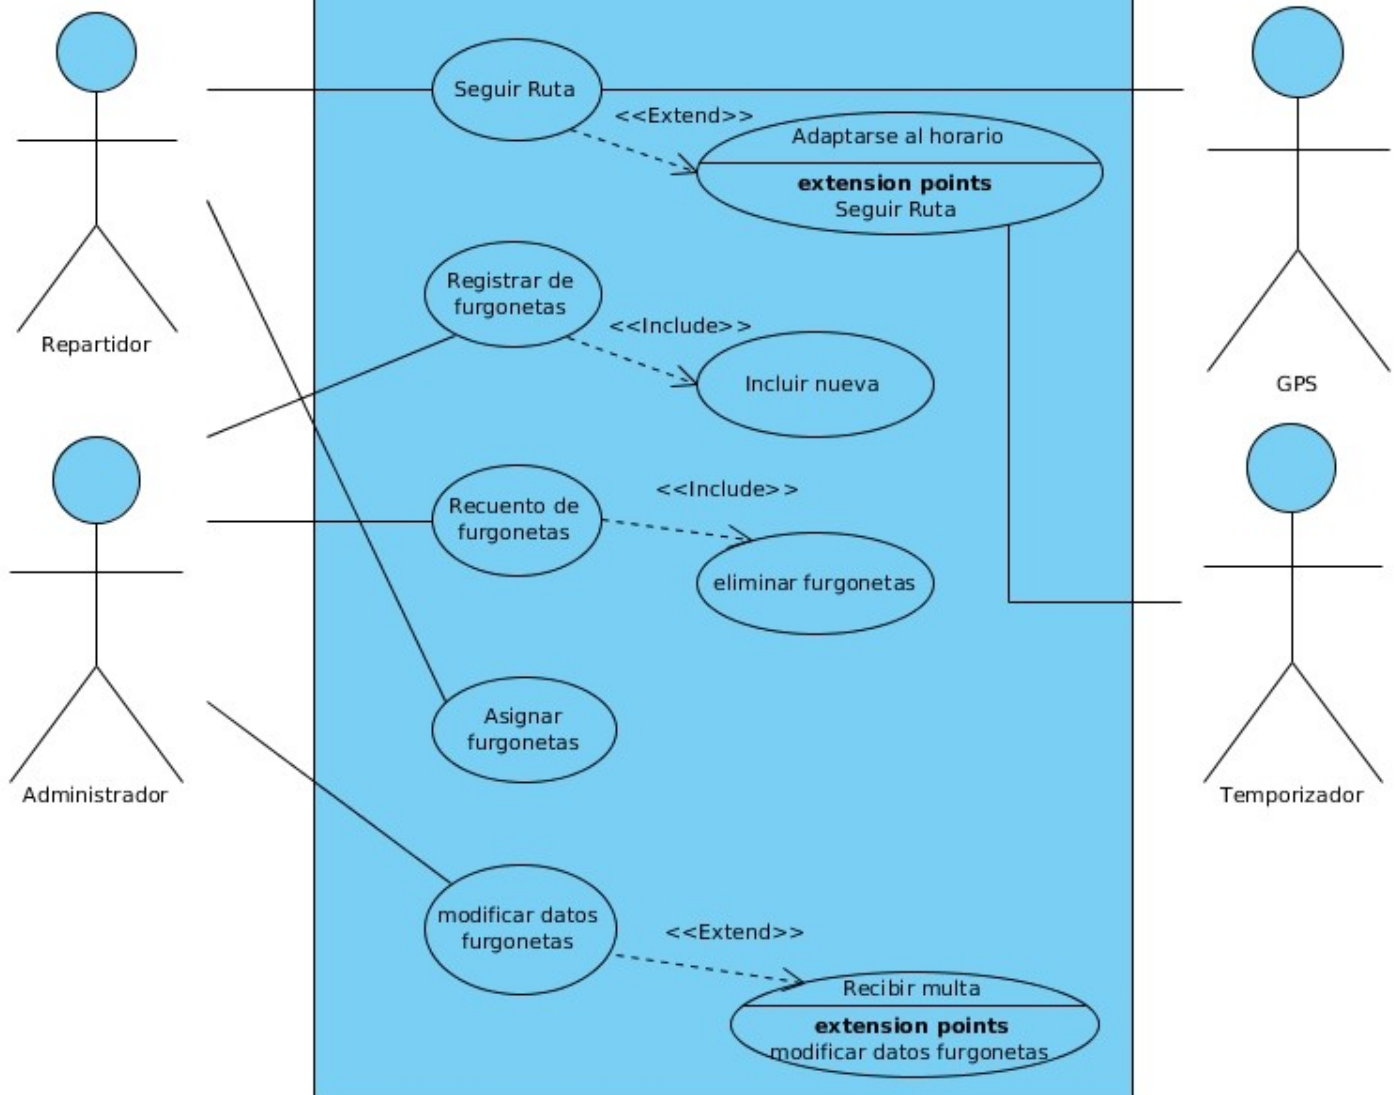 Seguir Ruta
<<Extend>>
Adaptarse al horario
extension points
Seguir Ruta
Repartidor
Registrar de
furgonetas
<<Include>>
Incluir nueva
GPS
Recuento de
furgonetas
<<Include>>
eliminar furgonetas
Asignar
furgonetas
Administrador
Temporizador
modificar datos
furgonetas
<<Extend>>
Recibir multa
extension points
modificar datos furgonetas